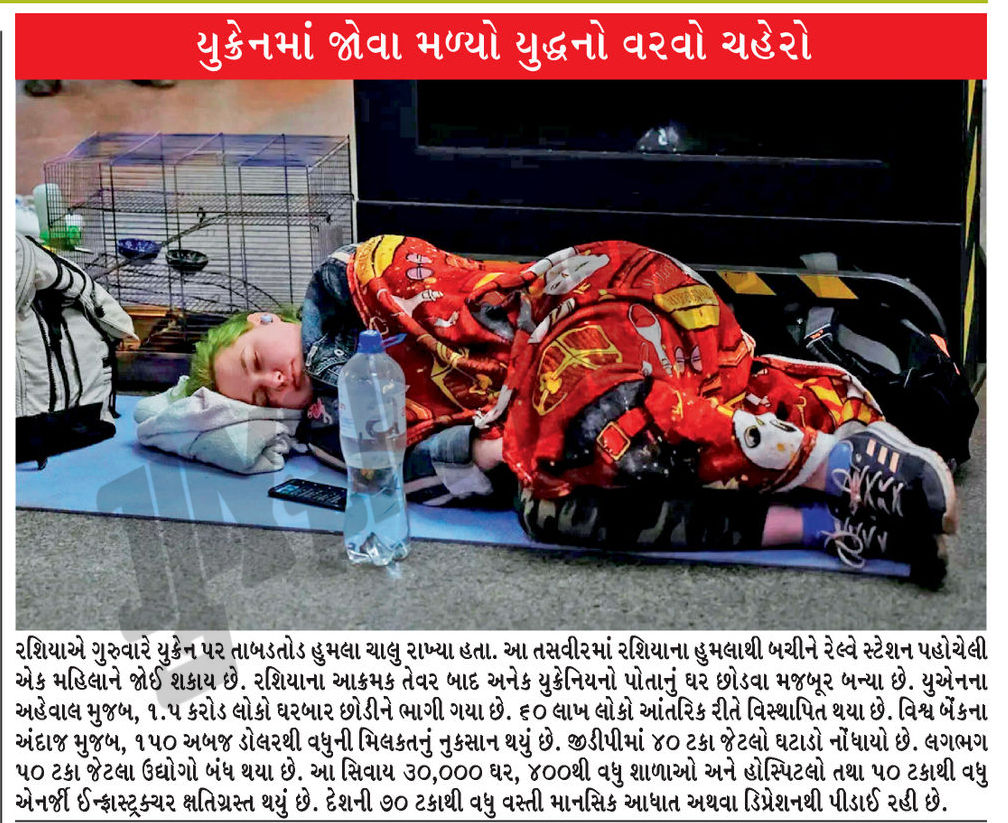 યુક્રેનમાં જોવા મળ્યો યુદ્ધનો વરવો ચહેરો
રશિયાએ ગુરુવારે યુક્રેન પર તાબડતોડ હુમલા ચાલુ રાખ્યા હતા. આ તસવીરમાં રશિયાના હુમલાથી બચીને રેલ્વે સ્ટેશન પહોચેલી
એક મહિલાને જોઈ શકાય છે. રશિયાના આક્રમક તેવર બાદ અનેક યુક્રેનિયનો પોતાનું ઘર છોડવા મજબૂર બન્યા છે. યુએનના
અહેવાલ મુજબ, ૧.૫ કરોડ લોકો ઘરબાર છોડીને ભાગી ગયા છે. ૬૦ લાખ લોકો આંતરિક રીતે વિસ્થાપિત થયા છે. વિશ્વ બેંકના
અંદાજ મુજબ, ૧૫૦ અબજ ડોલરથી વધુની મિલકતનું નુકસાન થયું છે. જીડીપીમાં ૪૦ ટકા જેટલો ઘટાડો નોંધાયો છે. લગભગ
૫૦ ટકા જેટલા ઉદ્યોગો બંધ થયા છે. આ સિવાય ૩૦,૦૦૦ ઘર, ૪૦૦થી વધુ શાળાઓ અને હોસ્પિટલો તથા ૫૦ ટકાથી વધુ
એનર્જી ઈન્ફ્રાસ્ટ્રક્ચર ક્ષતિગ્રસ્ત થયું છે. દેશની ૭૦ ટકાથી વધુ વસ્તી માનસિક આઘાત અથવા ડિપ્રેશનથી પીડાઈ રહી છે.